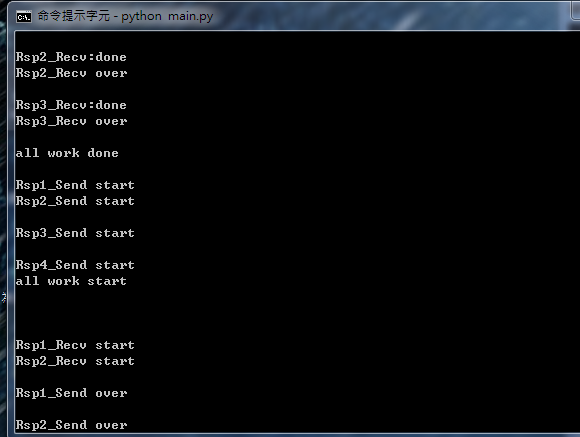 命令提示字元 - python main.py
Rsp2_Recv:done
Rsp2_Recv over
Rsp3_Recv:done
Rsp3_Recv over
all work done
Rsp1_Send start
Rsp2_Send start
Rsp3_Send start
Rsp4_Send start
all work start
Rsp1_Recv start
Rsp2_Recv start
Rsp1_Send over
Rsp2_Send over